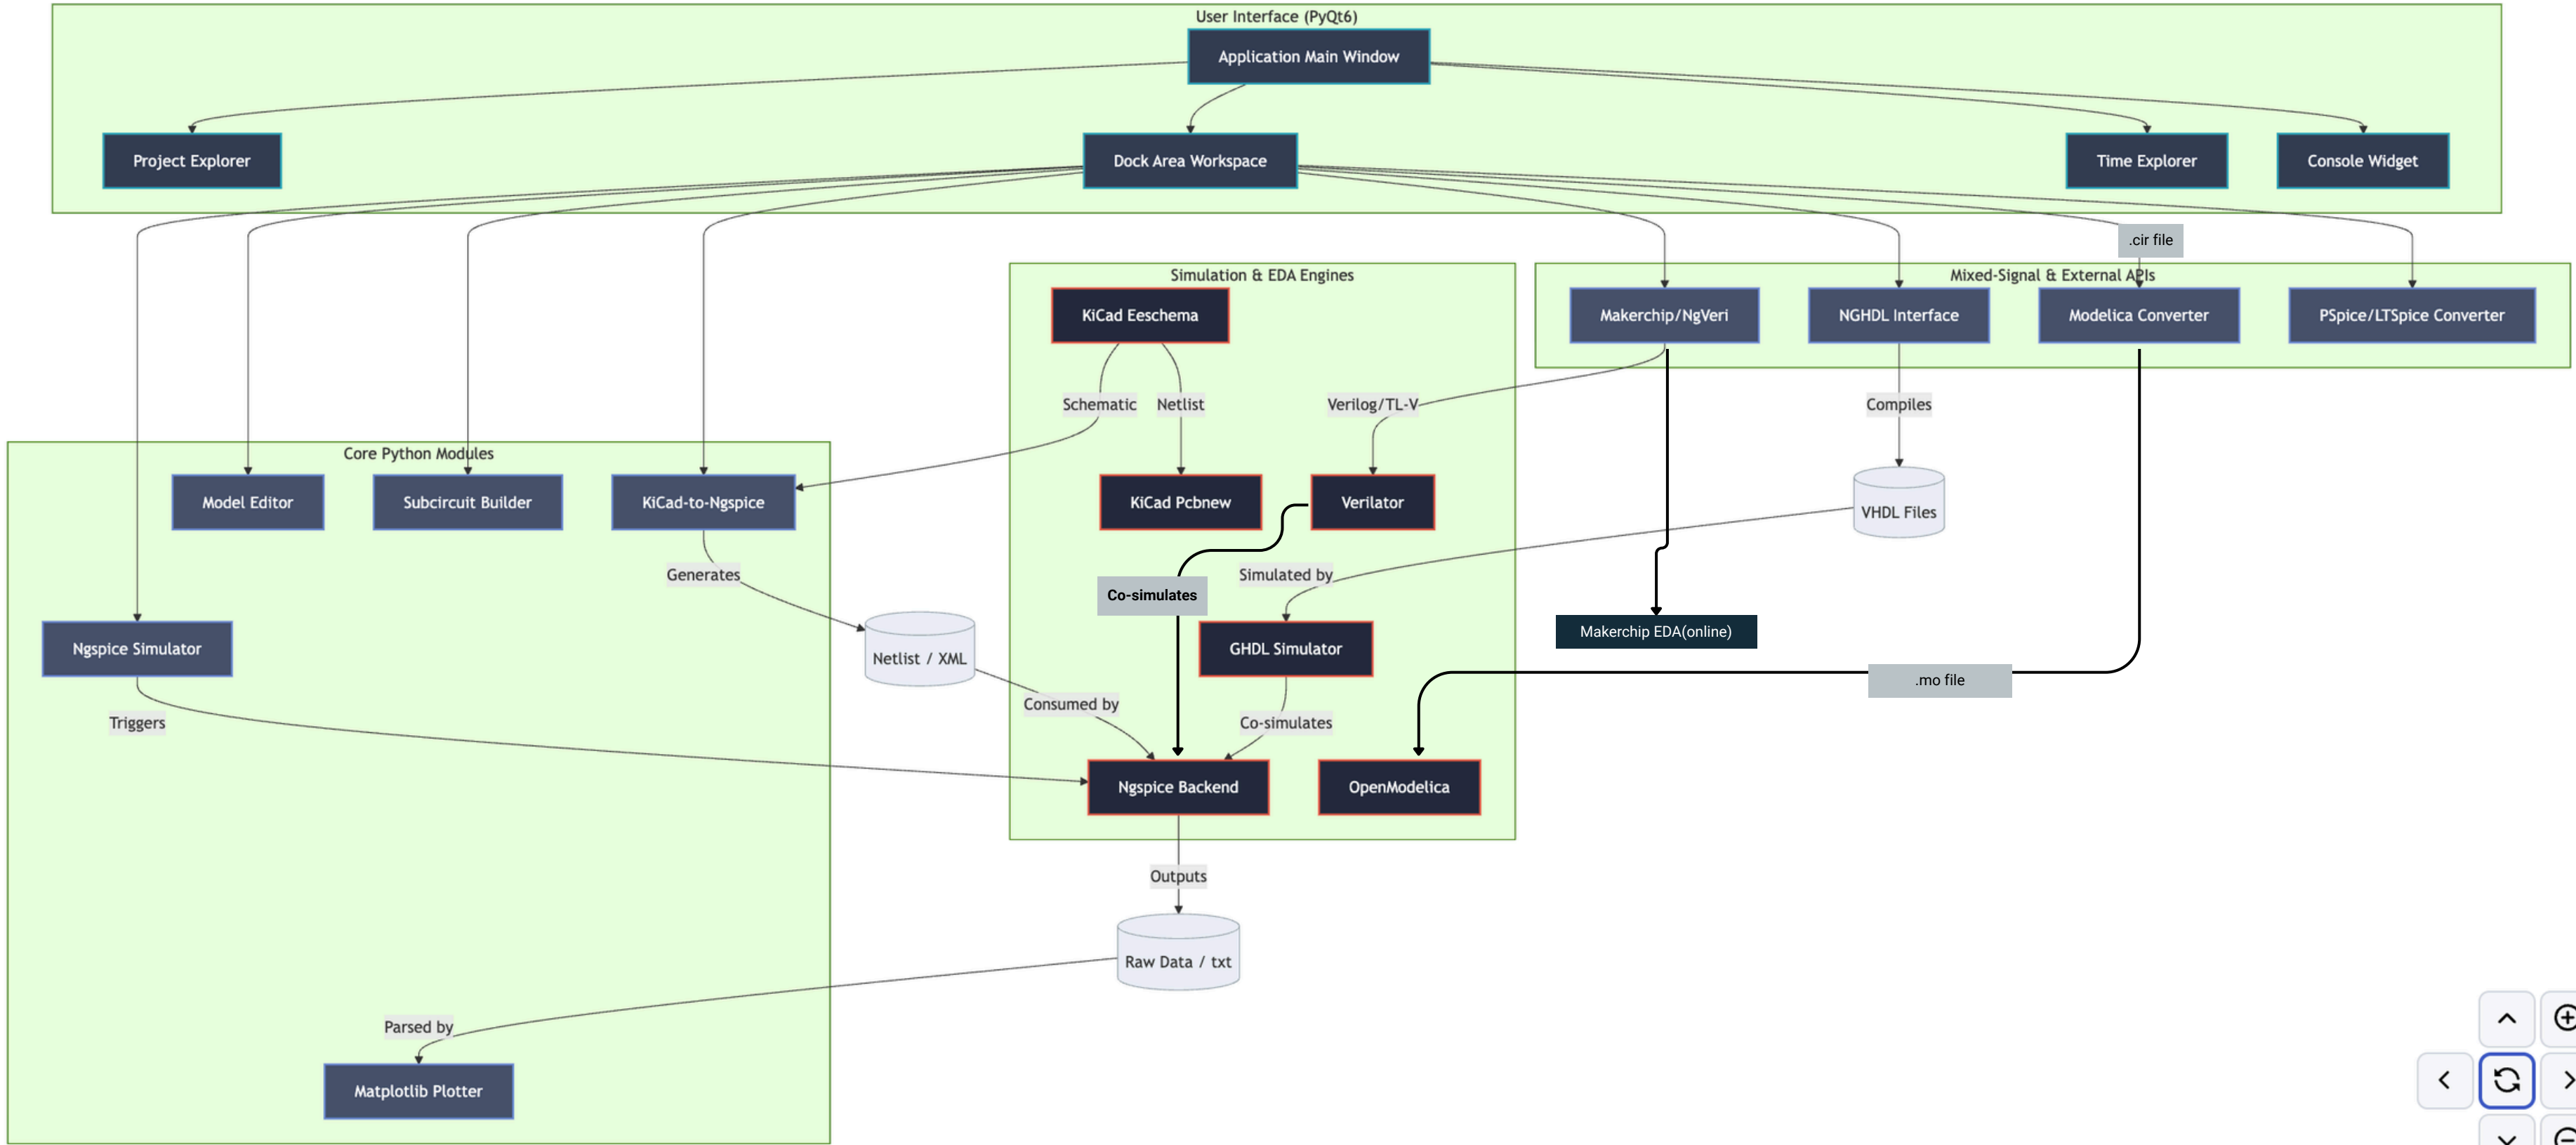 User Interface (PyQt6)
Application Main Window
Project Explorer
Dock Area Workspace
Time Explorer
Console Widget
.cir file
Simulation & EDA Engines
Mixed-Signal & External APIs
KiCad Eeschema
Makerchip/NgVeri
NGHDL Interface
Modelica Converter
PSpice/LTSpice Converter
Schematic
Netlist
Verilog/TL-V
Compiles
Core Python Modules
Model Editor
Subcircuit Builder
KiCad-to-Ngspice
KiCad Pcbnew
Verilator
VHDL Files
Generates
Simulated by
Co-simulates
Makerchip EDA(online)
Ngspice Simulator
Netlist / XML
GHDL Simulator
.mo file
Consumed by
Triggers
Co-simulates
Ngspice Backend
OpenModelica
Outputs
Raw Data / txt
Parsed by
Matplotlib Plotter